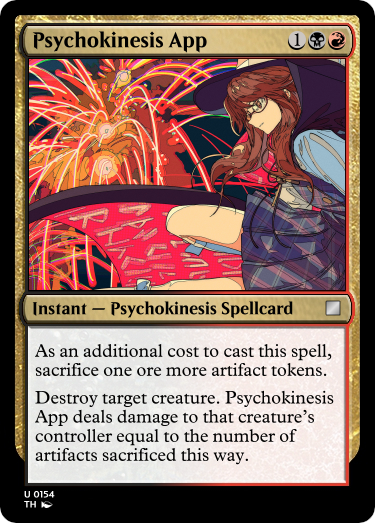 Psychokinesis App 1
Instant — Psychokinesis Spellcard
As an additional cost to cast this spell,
sacrifice one ore more artifact tokens.
Destroy target creature. Psychokinesis
App deals damage to that creature's
controller equal to the number of
artifacts sacrificed this way.
U 0154
TH